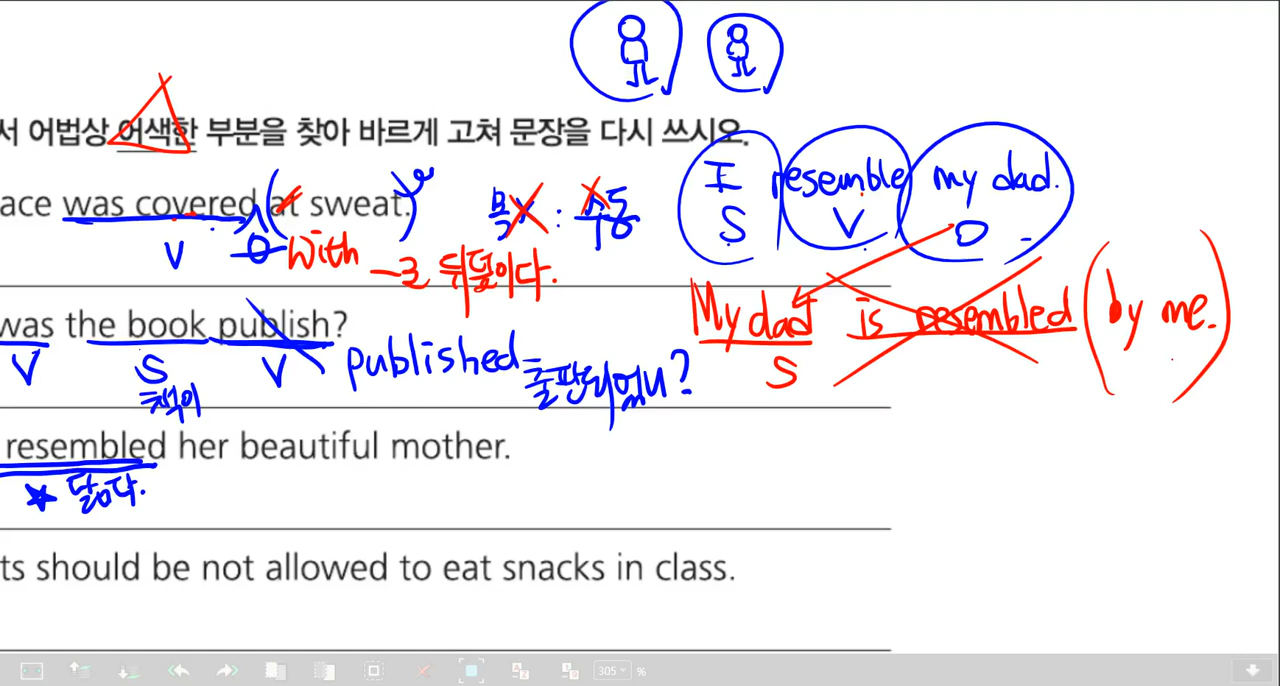 서 어법상 어색한 부분을 찾아 바르게 고쳐 문장을 다시 쓰시오.
ace was covered at sweat.
V O with
-로 뒤덮이다.
수동
I resemble my dad.
S V O
My dad is resembled (by me.)
S
was the book publish?
V S V published
책이 출판되었니?
resembled her beautiful mother.
★ 닮다.
ts should be not allowed to eat snacks in class.
305 %